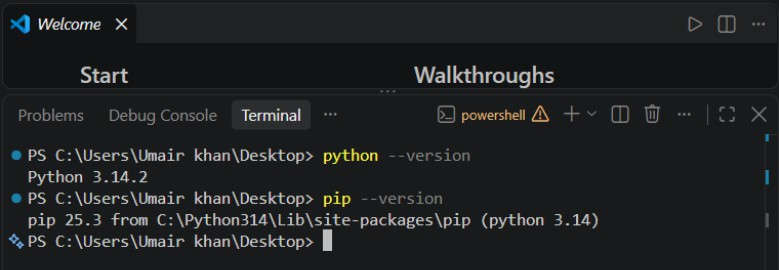 Welcome
Start Walkthroughs
Problems Debug Console Terminal powershell
PS C:\Users\Umair khan\Desktop> python --version
Python 3.14.2
PS C:\Users\Umair khan\Desktop> pip --version
pip 25.3 from C:\Python314\Lib\site-packages\pip (python 3.14)
PS C:\Users\Umair khan\Desktop>